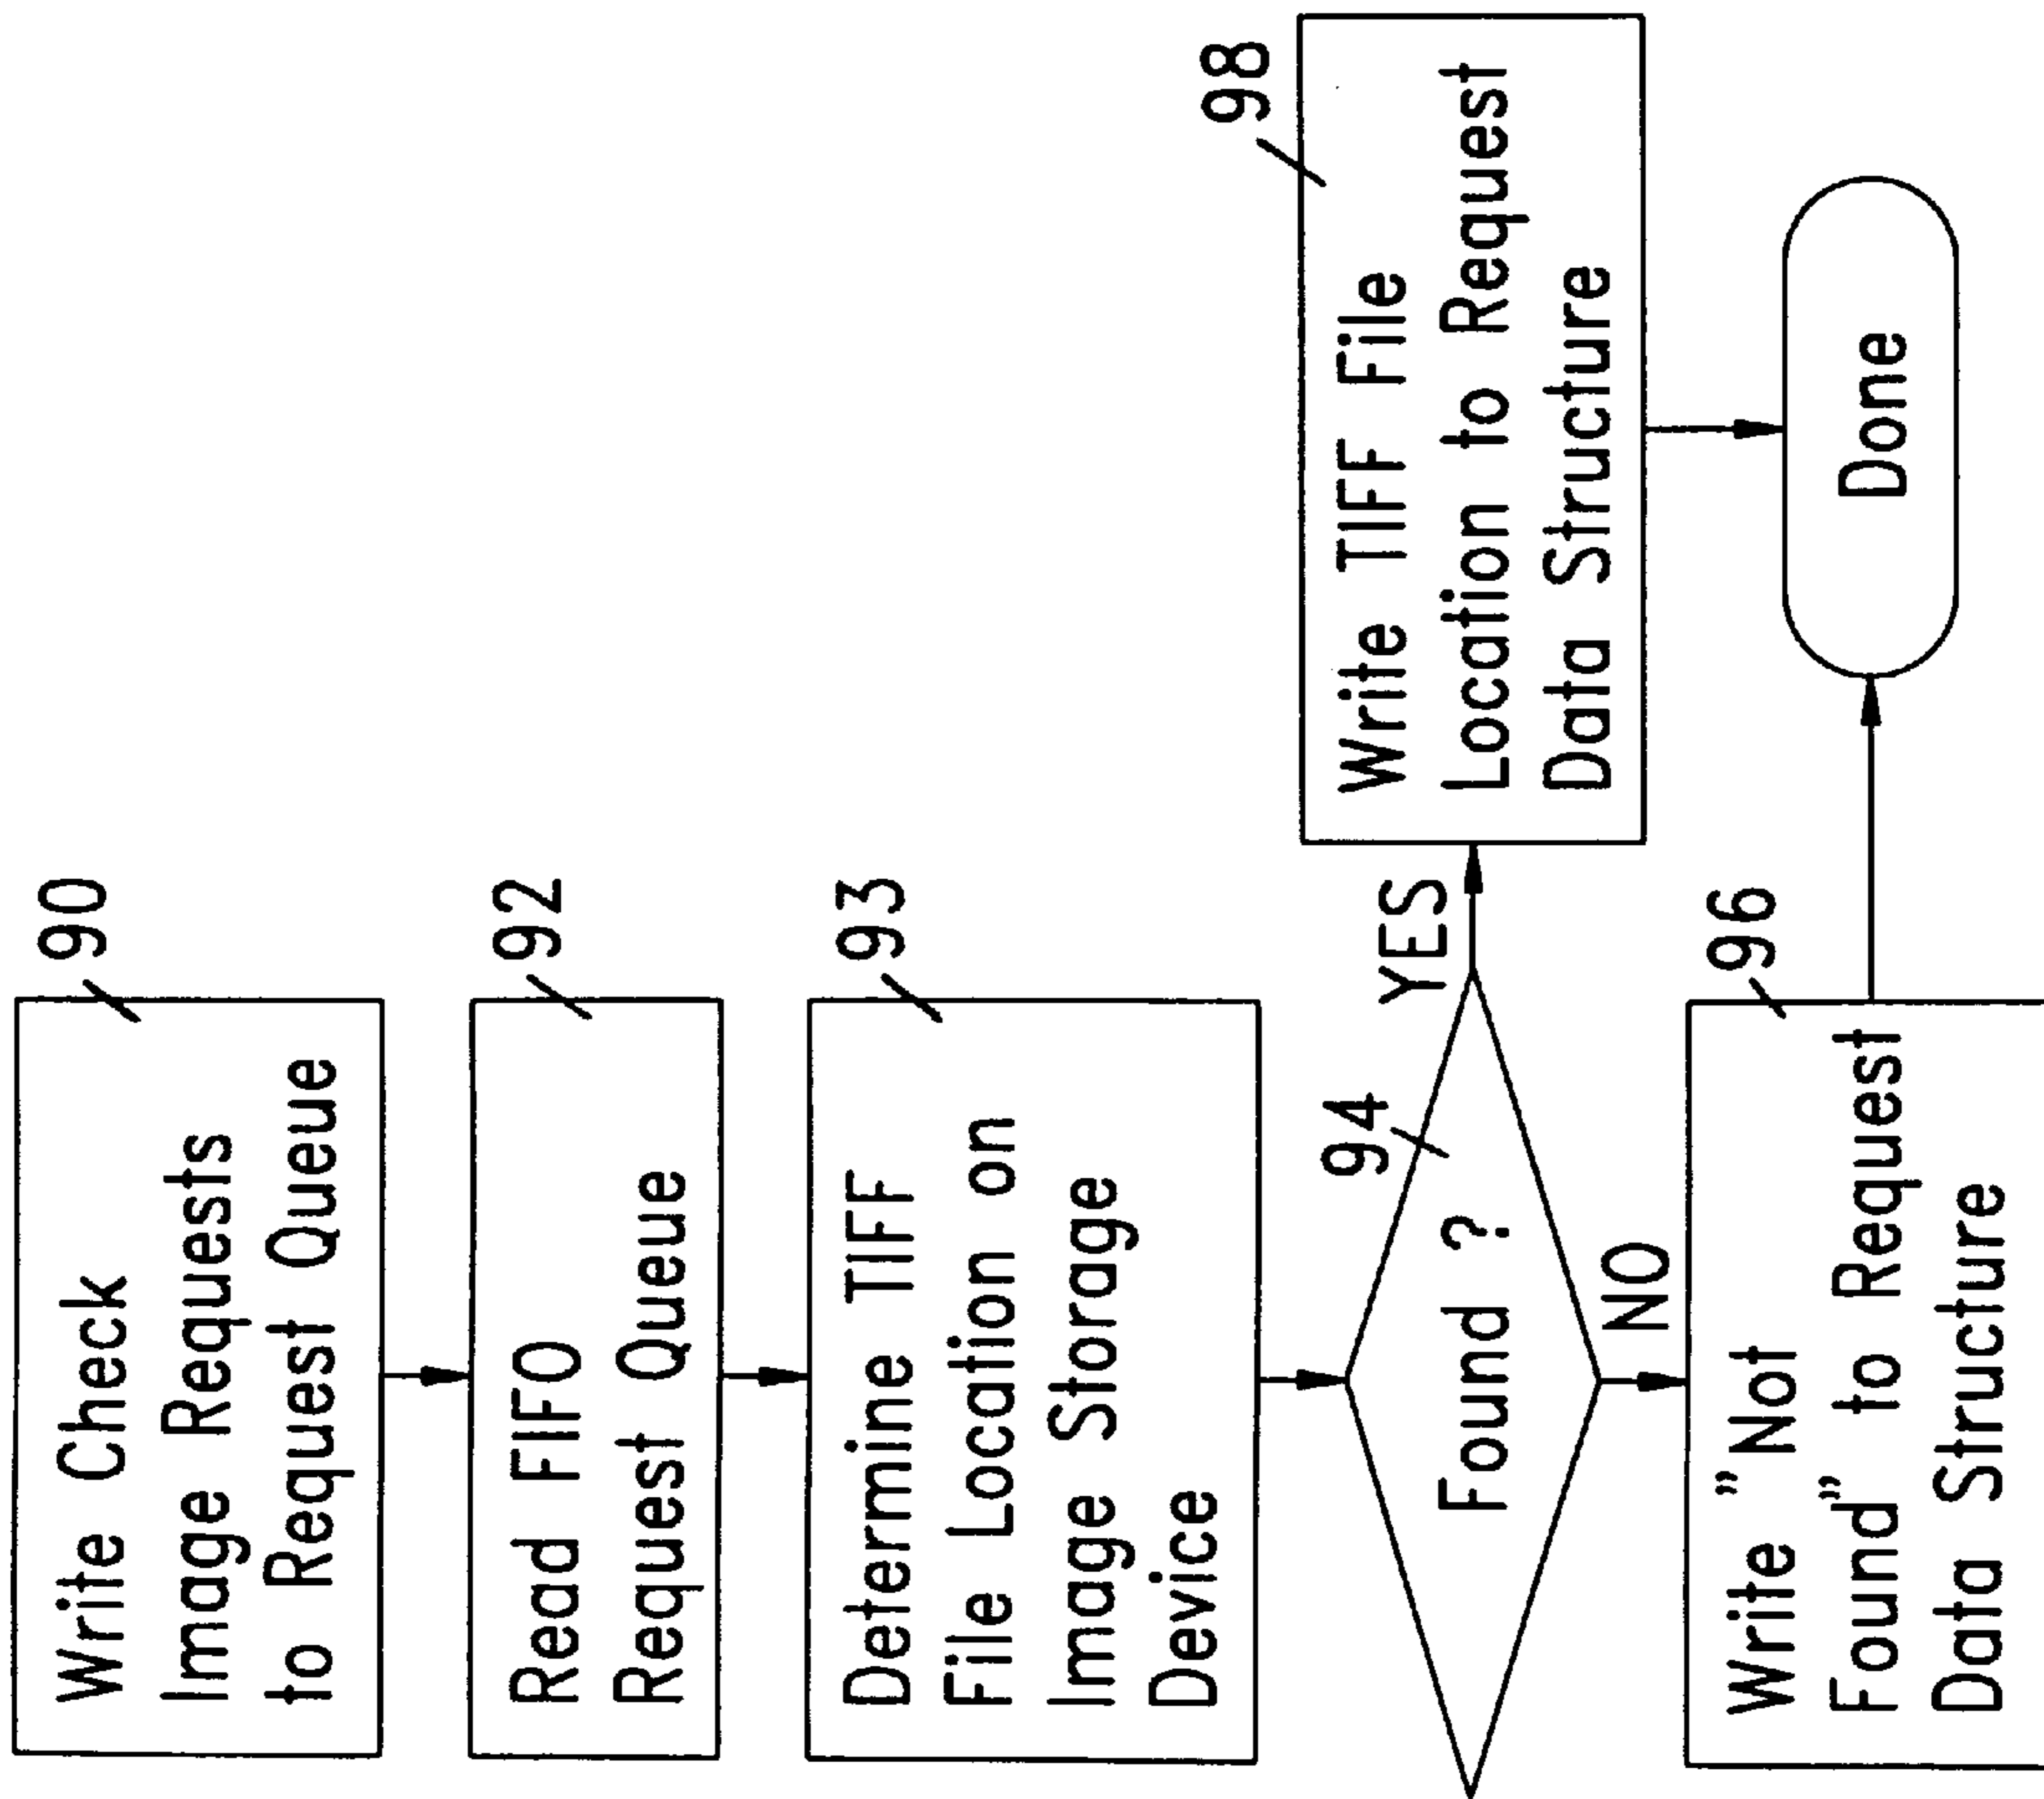 90
Write Check
Image Requests
to Request Queue
92
Read FIFO
Request Queue
93
Determine TIFF
File Location on
Image Storage
Device
94
Found ?
YES
NO
98
Write TIFF File
Location to Request
Data Structure
96
Write "Not
Found" to Request
Data Structure
Done